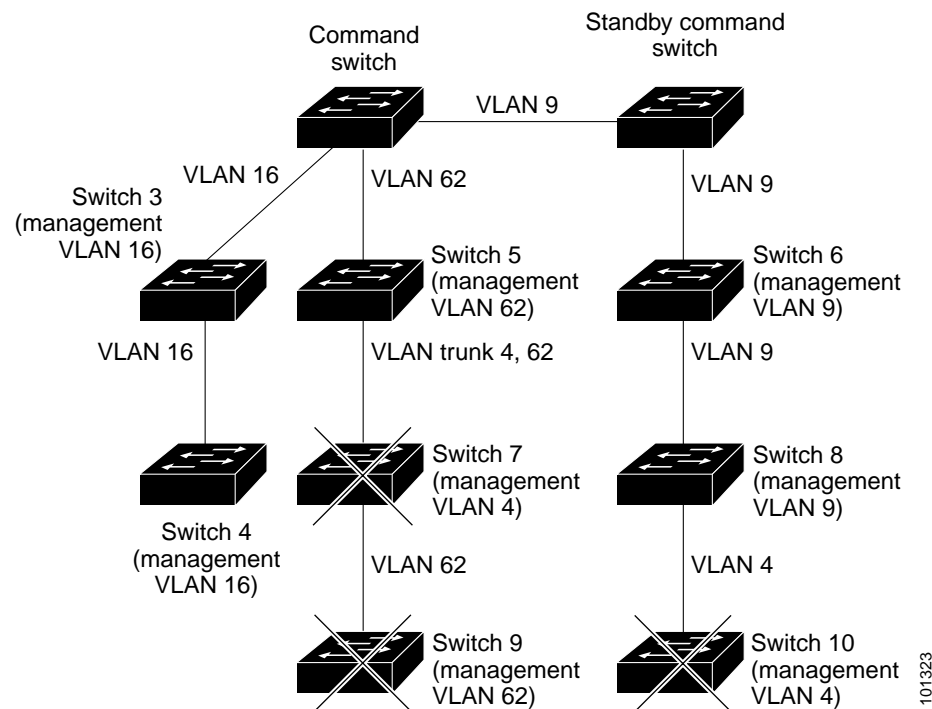 Command
switch
Standby command
switch
VLAN 9
VLAN 16
VLAN 62
VLAN 9
Switch 3
(management
VLAN 16)
Switch 5
(management
VLAN 62)
Switch 6
(management
VLAN 9)
VLAN 16
VLAN trunk 4, 62
VLAN 9
Switch 4
(management
VLAN 16)
Switch 7
(management
VLAN 4)
Switch 8
(management
VLAN 9)
VLAN 62
VLAN 4
Switch 9
(management
VLAN 62)
Switch 10
(management
VLAN 4)
101323